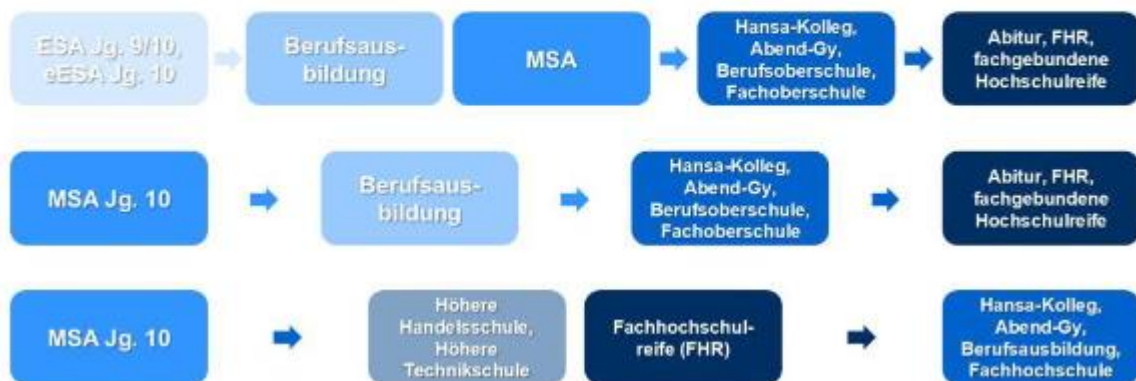 ESA Jg. 9/10,
eESA Jg. 10
Berufsaus-
bildung
MSA
Hansa-Kolleg,
Abend-Gy,
Berufsoberschule,
Fachoberschule
Abitur, FHR,
fachgebundene
Hochschulreife
MSA Jg. 10
Berufsaus-
bildung
Hansa-Kolleg,
Abend-Gy,
Berufsoberschule,
Fachoberschule
Abitur, FHR,
fachgebundene
Hochschulreife
MSA Jg. 10
Höhere
Handelsschule,
Höhere
Technikschule
Fachhochschul-
reife (FHR)
Hansa-Kolleg,
Abend-Gy,
Berufsausbildung,
Fachhochschule